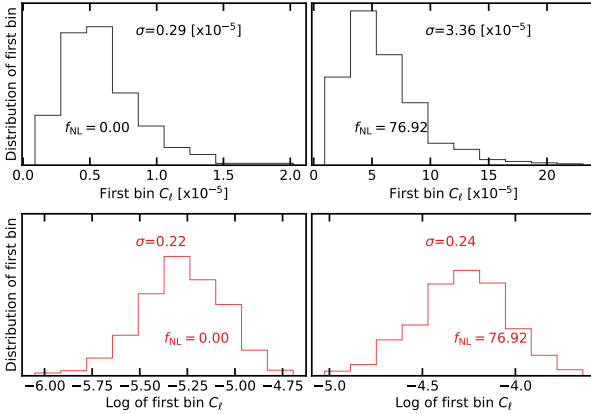 Distribution of first bin
σ=0.29 [x10⁻⁵]
f_NL = 0.00
0.0 0.5 1.0 1.5 2.0
First bin C_ℓ [x10⁻⁵]
σ=3.36 [x10⁻⁵]
f_NL = 76.92
0 5 10 15 20
First bin C_ℓ [x10⁻⁵]
Distribution of first bin
σ=0.22
f_NL = 0.00
−6.00 −5.75 −5.50 −5.25 −5.00 −4.75
Log of first bin C_ℓ
σ=0.24
f_NL = 76.92
−5.0 −4.5 −4.0
Log of first bin C_ℓ